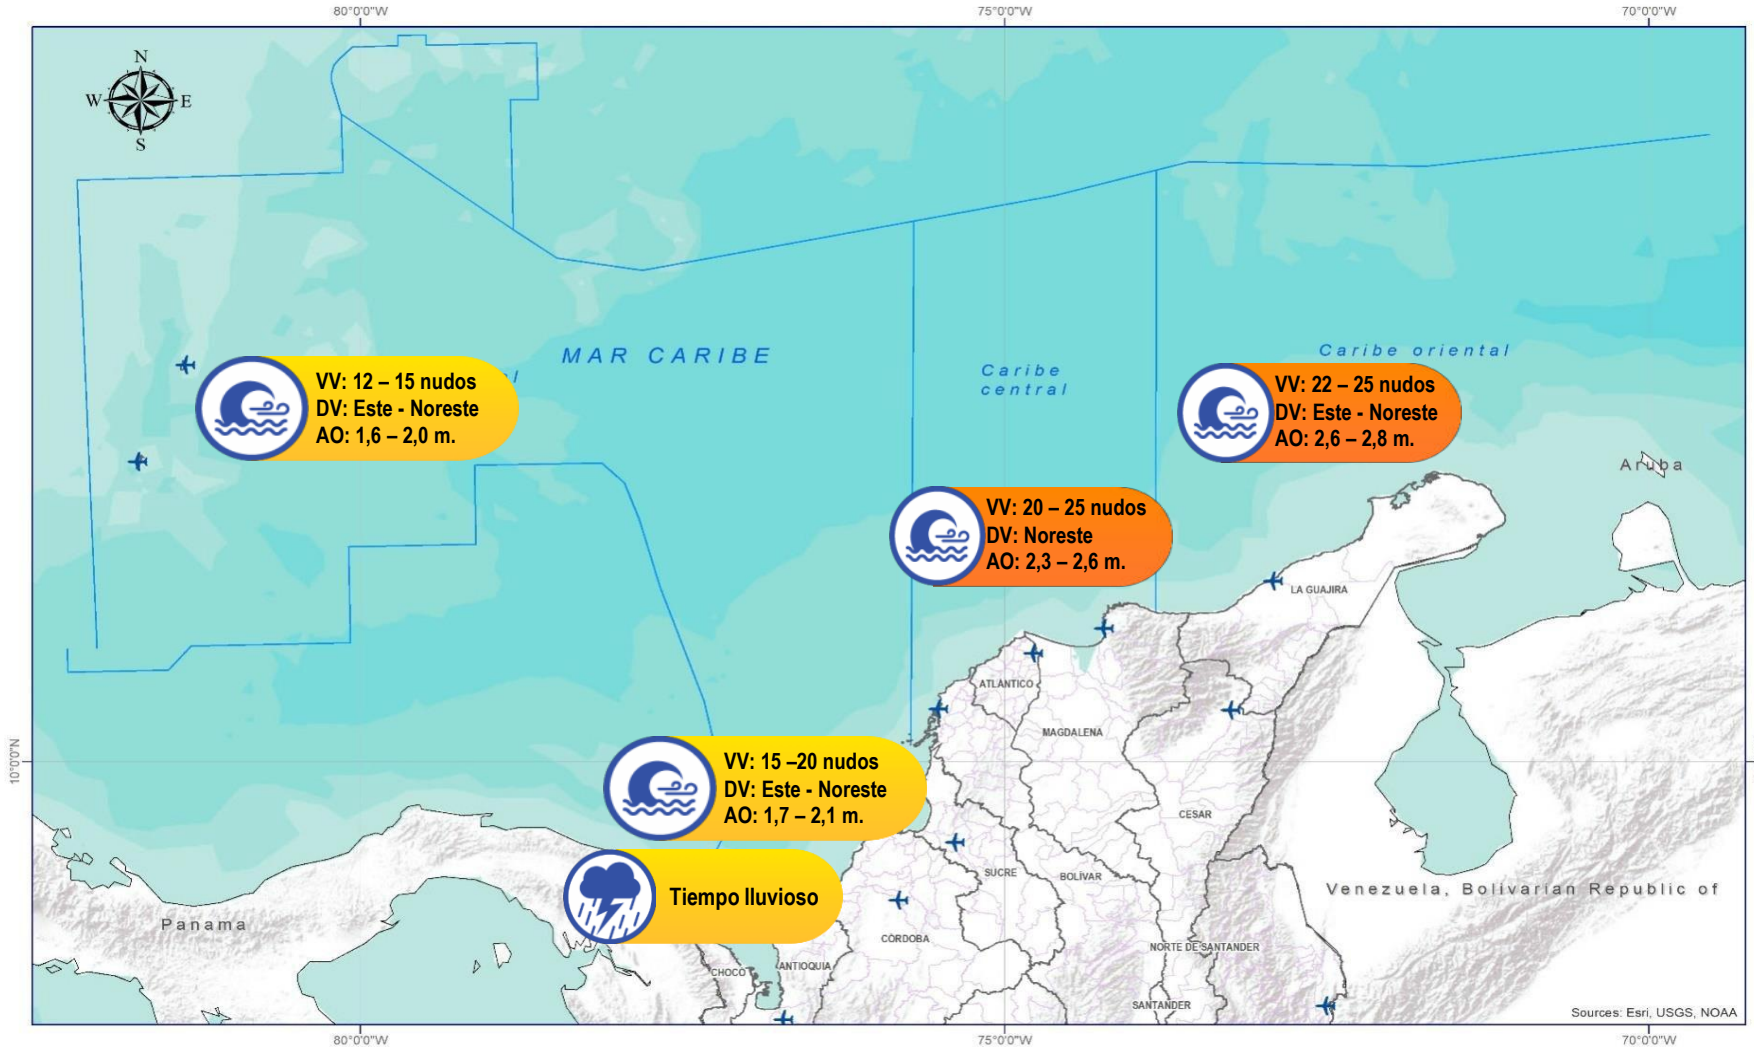 80°0'0"W
75°0'0"W
70°0'0"W
N
W
E
S
MAR CARIBE
Caribe
central
Caribe oriental
l
VV: 12 – 15 nudos
DV: Este - Noreste
AO: 1,6 – 2,0 m.
VV: 22 – 25 nudos
DV: Este - Noreste
AO: 2,6 – 2,8 m.
Aruba
VV: 20 – 25 nudos
DV: Noreste
AO: 2,3 – 2,6 m.
LA GUAJIRA
ATLÁNTICO
MAGDALENA
10°0'0"N
VV: 15 –20 nudos
DV: Este - Noreste
AO: 1,7 – 2,1 m.
CESAR
SUCRE
BOLÍVAR
Tiempo lluvioso
Venezuela, Bolivarian Republic of
Panama
CÓRDOBA
NORTE DE SANTANDER
CHOCÓ
ANTIOQUIA
SANTANDER
Sources: Esri, USGS, NOAA
80°0'0"W
75°0'0"W
70°0'0"W